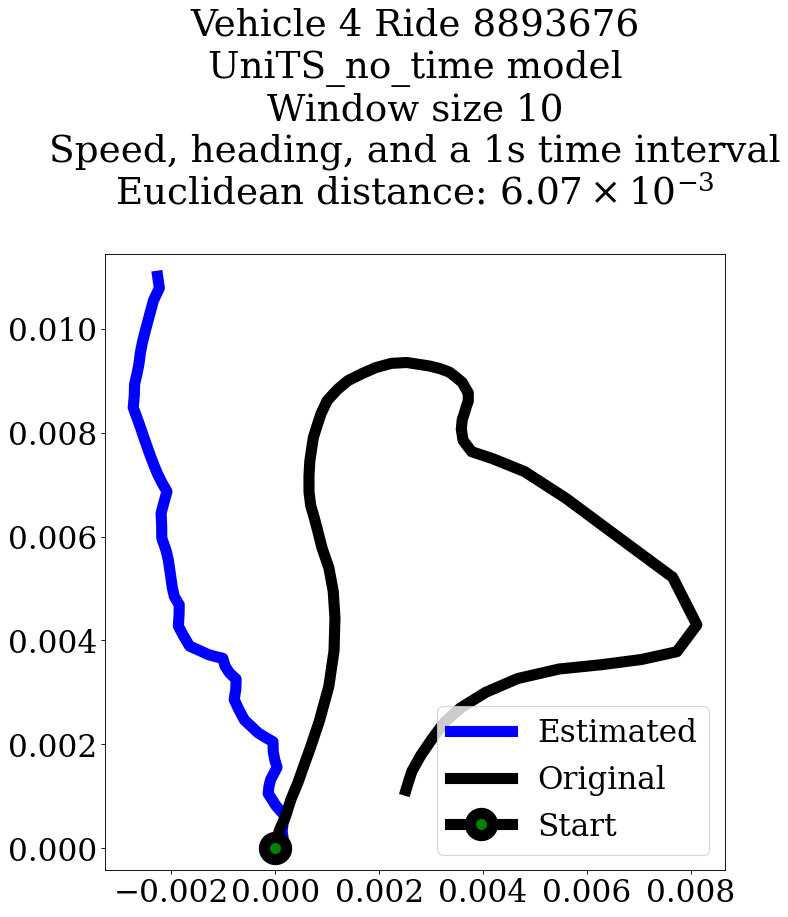 Vehicle 4 Ride 8893676
UniTS_no_time model
Window size 10
Speed, heading, and a 1s time interval
Euclidean distance: 6.07 × 10⁻³
0.010
0.008
0.006
0.004
0.002
0.000
Estimated
Original
Start
−0.002 0.000 0.002 0.004 0.006 0.008